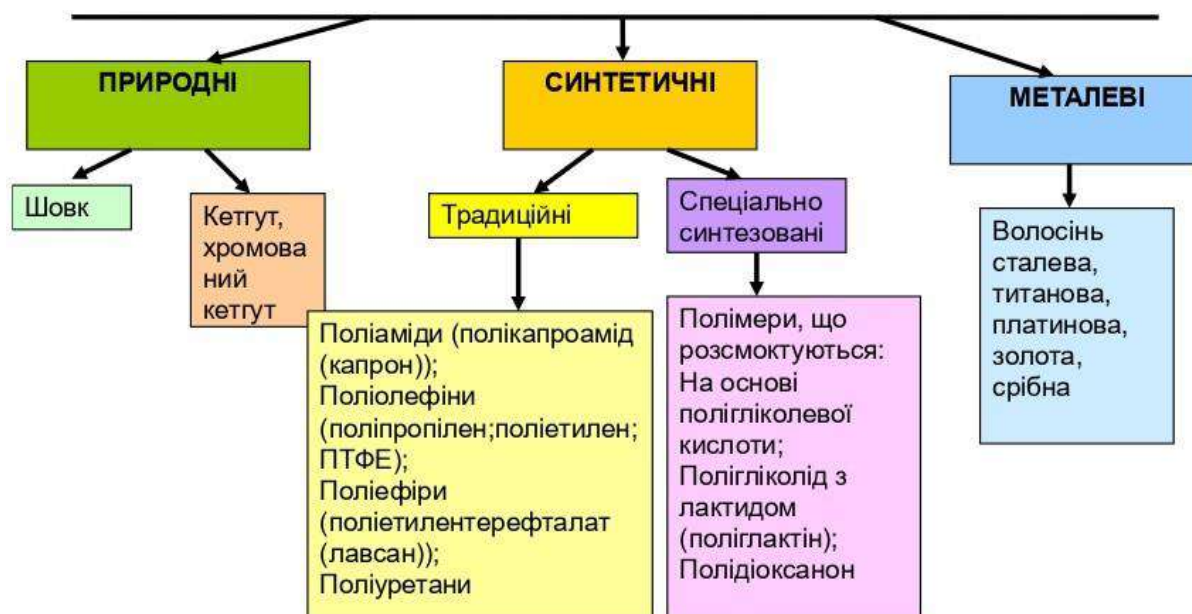 ПРИРОДНІ
СИНТЕТИЧНІ
МЕТАЛЕВІ
Шовк
Кетгут,
хромова
ний
кетгут
Традиційні
Спеціально
синтезовані
Поліаміди (полікапроамід
(капрон));
Поліолефіни
(поліпропілен;поліетилен;
ПТФЕ);
Поліефіри
(поліетилентерефталат
(лавсан));
Поліуретани
Полімери, що
розсмоктуються:
На основі
полігліколевої
кислоти;
Полігліколід з
лактидом
(поліглактін);
Полідіоксанон
Волосінь
сталева,
титанова,
платинова,
золота,
срібна